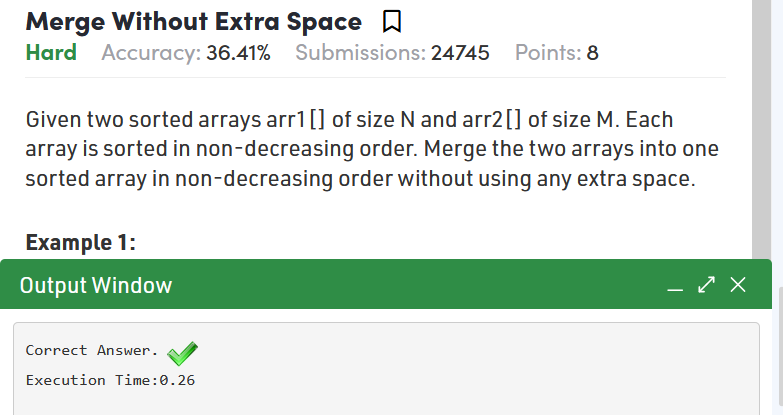 Merge Without Extra Space
Hard Accuracy: 36.41% Submissions: 24745 Points: 8
Given two sorted arrays arr1[] of size N and arr2[] of size M. Each
array is sorted in non-decreasing order. Merge the two arrays into one
sorted array in non-decreasing order without using any extra space.
Example 1:
Output Window
Correct Answer.
Execution Time:0.26